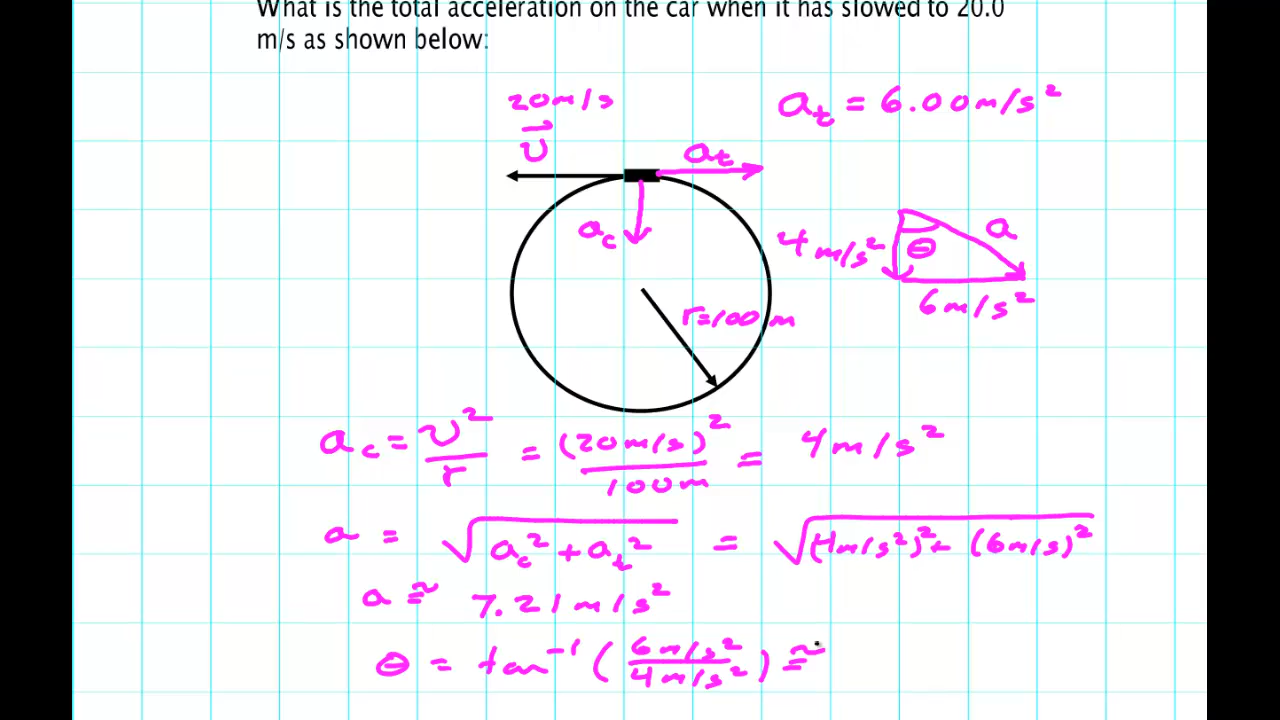 What is the total acceleration on the car when it has slowed to 20.0
m/s as shown below:
20m/s
a_t = 6.00m/s²
v⃗
a_t
a_c
4m/s²
θ
a
6m/s²
r=100m
a_c = v²/r = (20m/s)²/100m = 4m/s²
a = √(a_c² + a_t²) = √((4m/s²)² + (6m/s)²)
a ≅ 7.21m/s²
θ = tan⁻¹(6m/s²/4m/s²) ≅